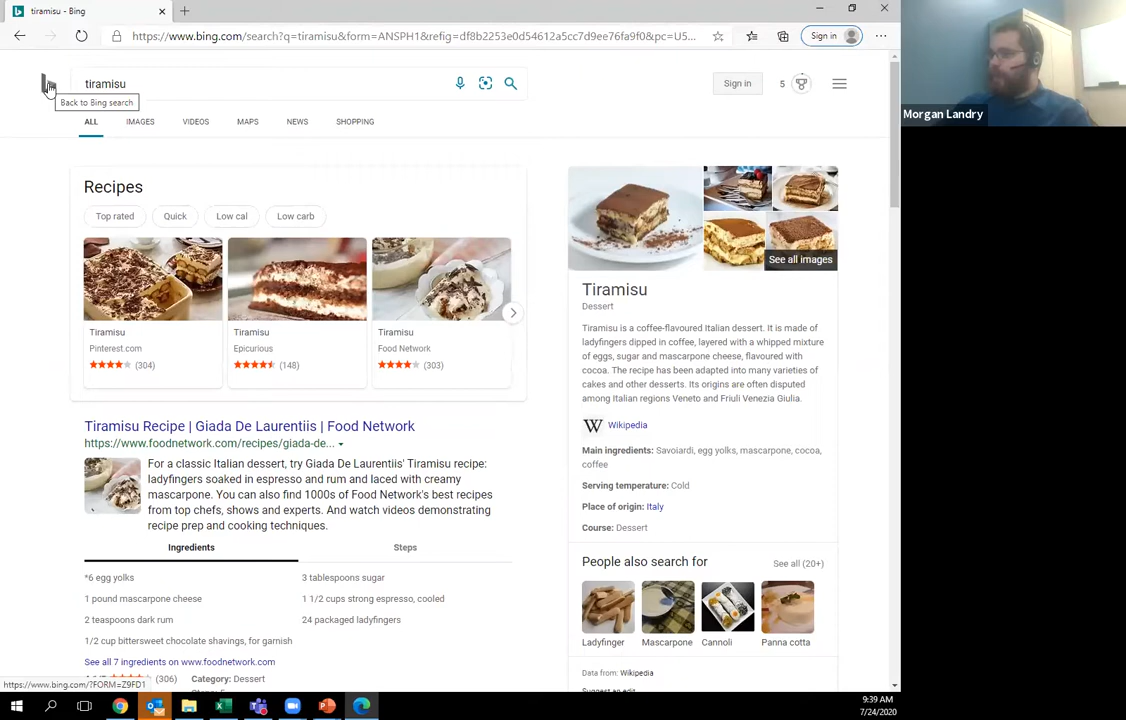 tiramisu - Bing
https://www.bing.com/search?q=tiramisu&form=ANSPH1&refig=df8b2253e0d54612a5cc7d9ee76fa9f0&pc=U5...
Sign in
tiramisu
Back to Bing search
Sign in
5
ALL
IMAGES
VIDEOS
MAPS
NEWS
SHOPPING
Morgan Landry
Recipes
Top rated
Quick
Low cal
Low carb
Tiramisu
Pinterest.com
(304)
Tiramisu
Epicurious
(148)
Tiramisu
Food Network
(303)
Tiramisu Recipe | Giada De Laurentiis | Food Network
https://www.foodnetwork.com/recipes/giada-de...
For a classic Italian dessert, try Giada De Laurentiis' Tiramisu recipe:
ladyfingers soaked in espresso and rum and laced with creamy
mascarpone. You can also find 1000s of Food Network's best recipes
from top chefs, shows and experts. And watch videos demonstrating
recipe prep and cooking techniques.
Ingredients
Steps
*6 egg yolks
3 tablespoons sugar
1 pound mascarpone cheese
1 1/2 cups strong espresso, cooled
2 teaspoons dark rum
24 packaged ladyfingers
1/2 cup bittersweet chocolate shavings, for garnish
See all 7 ingredients on www.foodnetwork.com
(306)
Category: Dessert
https://www.bing.com/?FORM=Z9FD1
See all images
Tiramisu
Dessert
Tiramisu is a coffee-flavoured Italian dessert. It is made of
ladyfingers dipped in coffee, layered with a whipped mixture
of eggs, sugar and mascarpone cheese, flavoured with
cocoa. The recipe has been adapted into many varieties of
cakes and other desserts. Its origins are often disputed
among Italian regions Veneto and Friuli Venezia Giulia.
W Wikipedia
Main ingredients: Savoiardi, egg yolks, mascarpone, cocoa,
coffee
Serving temperature: Cold
Place of origin: Italy
Course: Dessert
People also search for
See all (20+)
Ladyfinger
Mascarpone
Cannoli
Panna cotta
Data from: Wikipedia
Suggest an edit
9:39 AM
7/24/2020